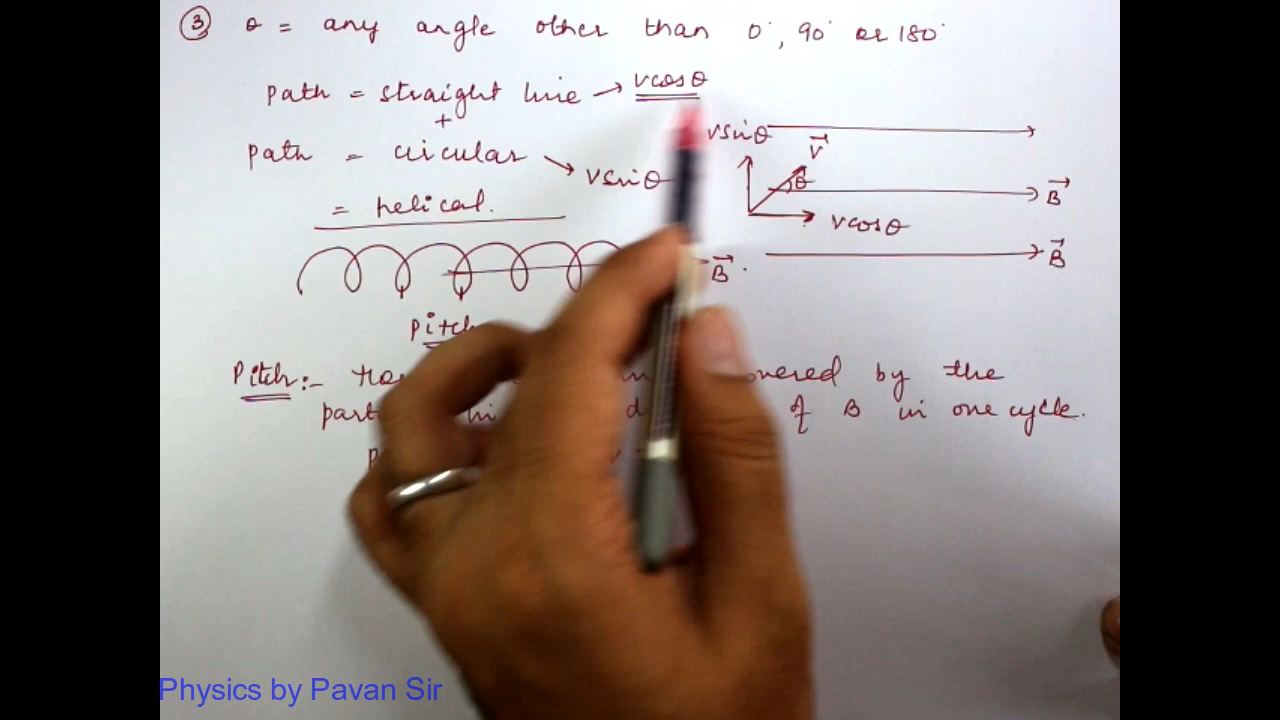 ③ θ = any angle other than 0°, 90° or 180°
path = straight line → vcosθ
+
path = circular → vsinθ
= helical.
vsinθ
v⃗
θ
B⃗
vcosθ
B⃗
B⃗
Pitch
Pitch :- covered by the
of B in one cycle.
Physics by Pavan Sir